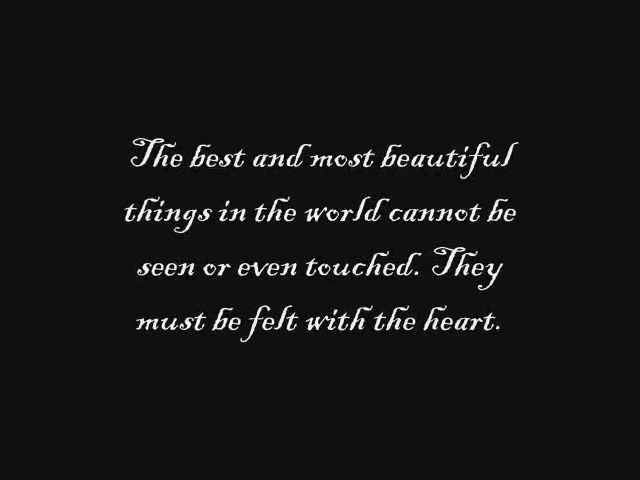 The best and most beautiful
things in the world cannot be
seen or even touched. They
must be felt with the heart.